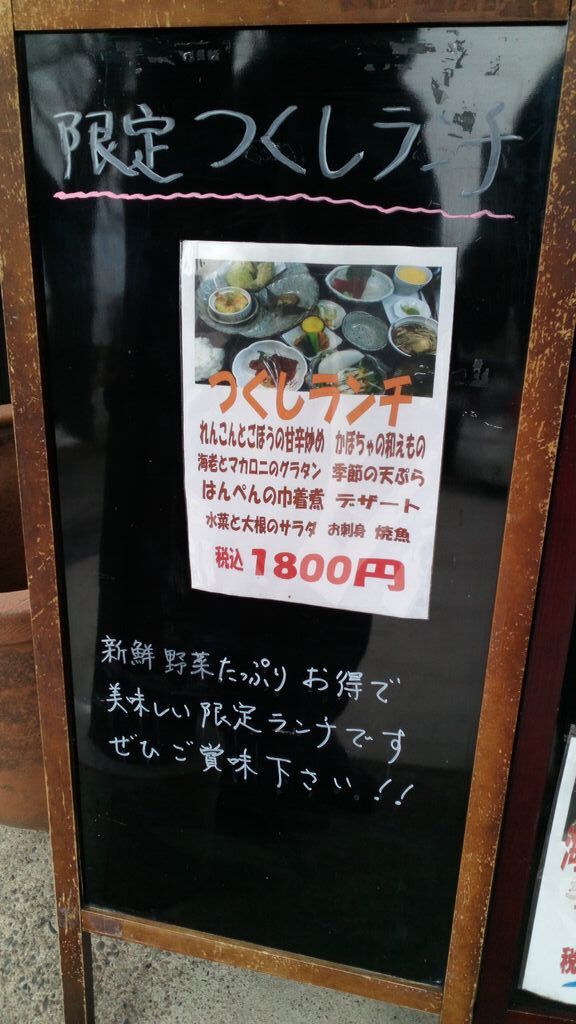 限定 つくしランチ
つくしランチ
れんこんとごぼうの甘辛炒め かぼちゃの和えもの
海老とマカロニのグラタン 季節の天ぷら
はんぺんの巾着煮 デザート
水菜と大根のサラダ お刺身 焼魚
税込 1800円
新鮮野菜たっぷり お得で
美味しい限定ランチです
ぜひご賞味下さい!!
税